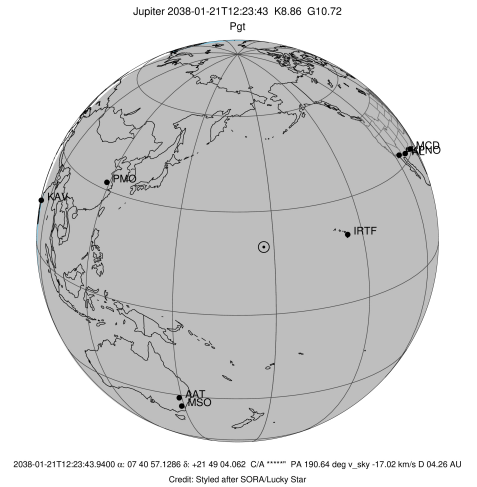 Jupiter 2038-01-21T12:23:43 K8.86 G10.72
Pgt
MCD
KAV
PMO
IRTF
AAT
MSO
2038-01-21T12:23:43.9400 α: 07 40 57.1286 δ: +21 49 04.062 C/A *****" PA 190.64 deg v_sky -17.02 km/s D 04.26 AU
Credit: Styled after SORA/Lucky Star